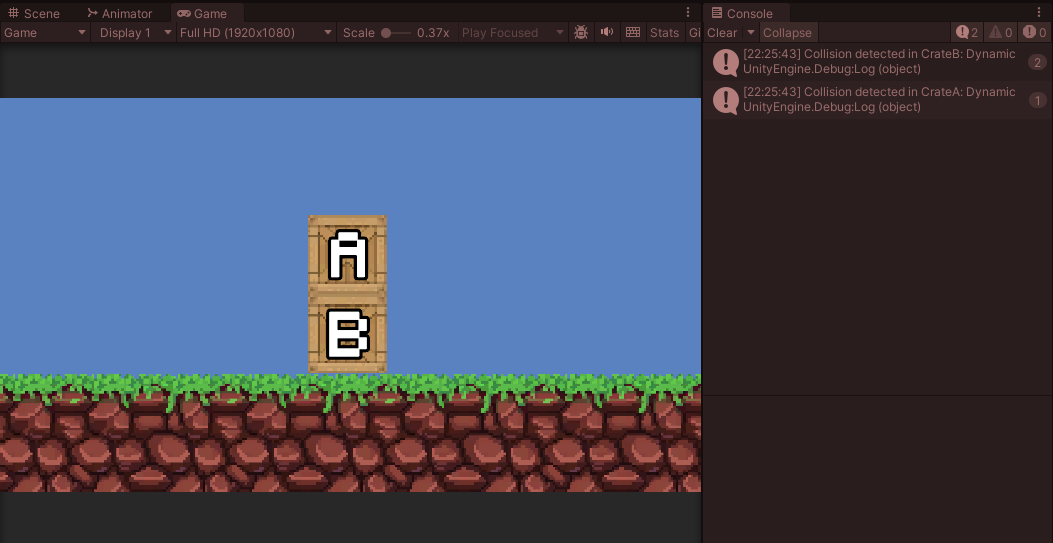 Scene Animator Game
Game Display 1 Full HD (1920x1080) Scale 0.37x Play Focused Stats Gi
A
B
Console
Clear Collapse 2 0 0
[22:25:43] Collision detected in CrateB: Dynamic 2
UnityEngine.Debug:Log (object)
[22:25:43] Collision detected in CrateA: Dynamic 1
UnityEngine.Debug:Log (object)